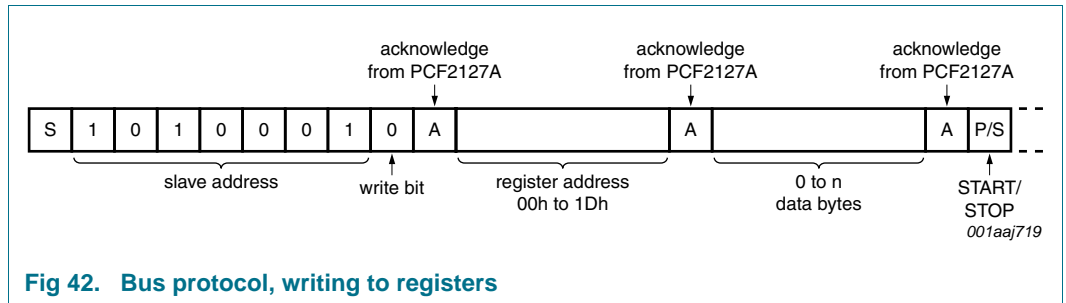 acknowledge
from PCF2127A
acknowledge
from PCF2127A
acknowledge
from PCF2127A
S 1 0 1 0 0 0 1 0 A A A P/S
slave address
write bit
register address
00h to 1Dh
0 to n
data bytes
START/
STOP
001aaj719
Fig 42. Bus protocol, writing to registers